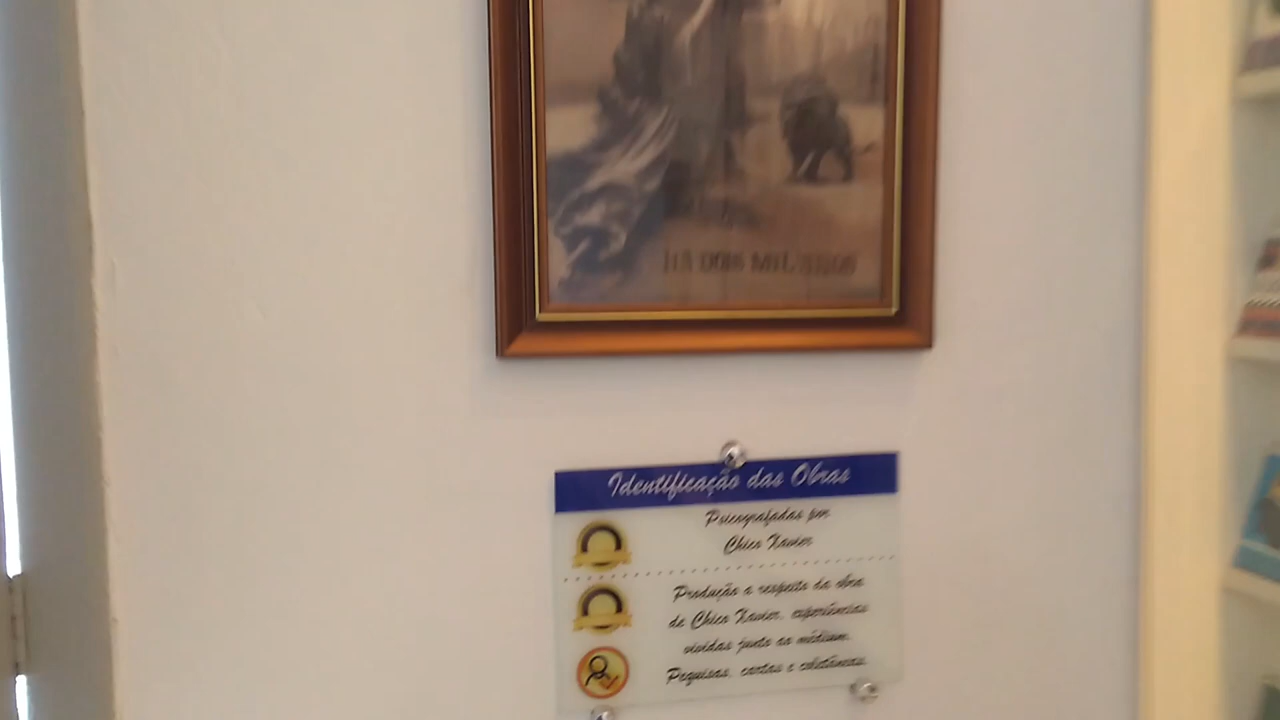 HÁ DOIS MIL ANOS
Identificação das Obras
Psicografadas por
Chico Xavier
Produção a respeito da obra
de Chico Xavier, experiências
vividas junto ao médium.
Pequisas, cartas e coletâneas.